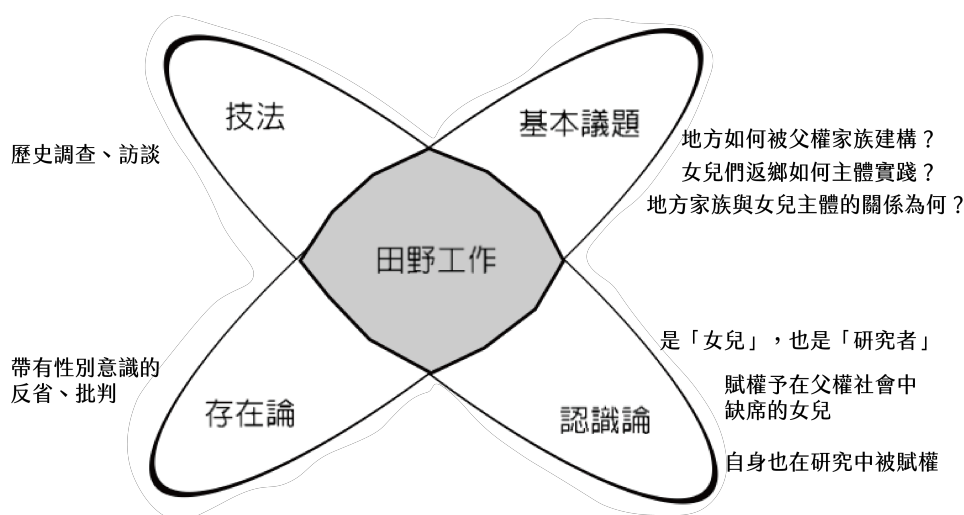 技法
基本議題
歷史調查、訪談
地方如何被父權家族建構？
女兒們返鄉如何主體實踐？
地方家族與女兒主體的關係為何？
田野工作
是「女兒」，也是「研究者」
帶有性別意識的
反省、批判
賦權予在父權社會中
缺席的女兒
存在論
認識論
自身也在研究中被賦權